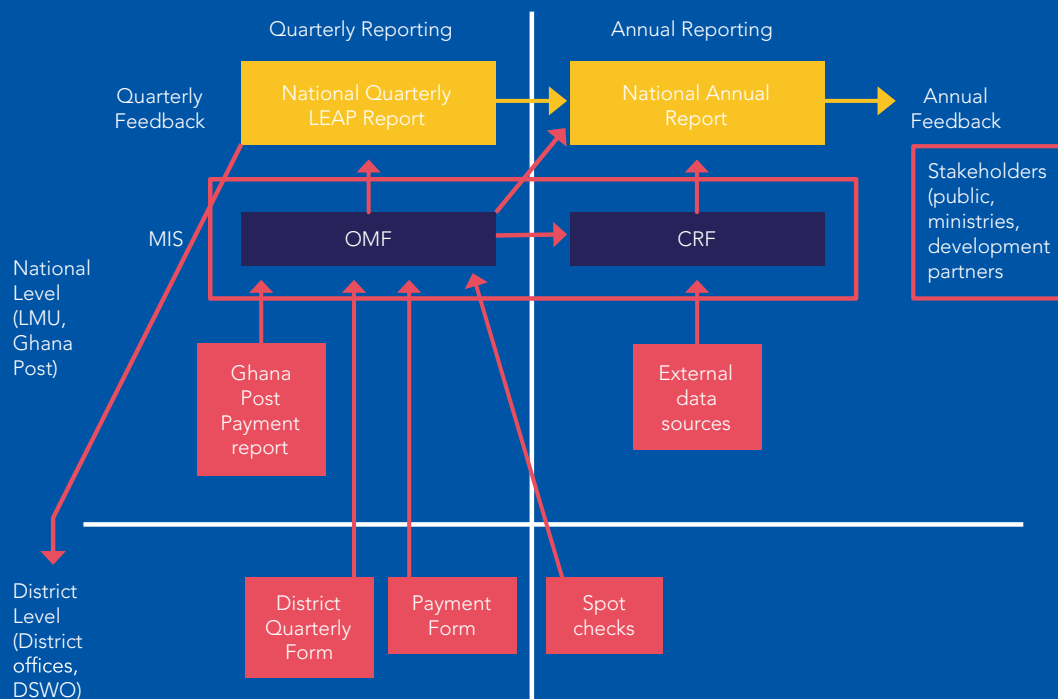 Quarterly Reporting
Annual Reporting
Quarterly
Feedback
National Quarterly
LEAP Report
National Annual
Report
Annual
Feedback
Stakeholders
(public,
ministries,
development
partners
MIS
OMF
CRF
National
Level
(LMU,
Ghana
Post)
Ghana
Post
Payment
report
External
data
sources
District
Level
(District
offices,
DSWO)
District
Quarterly
Form
Payment
Form
Spot
checks